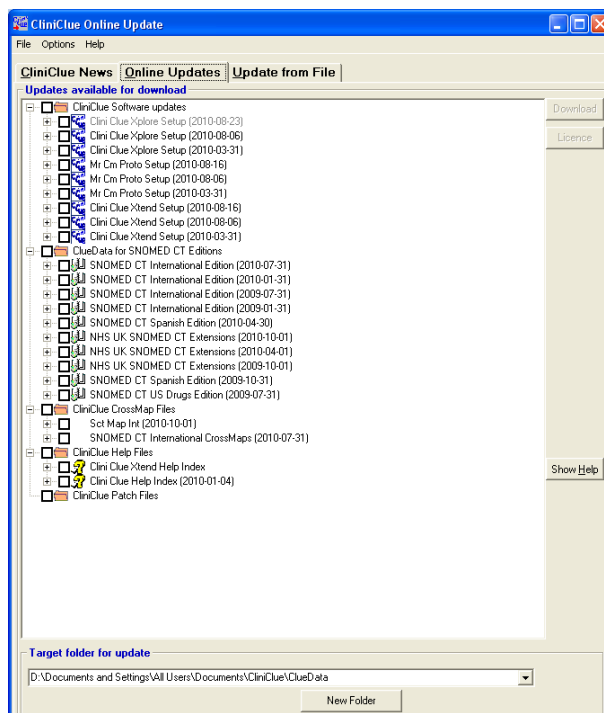 CliniClue Online Update
File Options Help
CliniClue News Online Updates Update from File
Updates available for download
CliniClue Software updates
Clini Clue Xplore Setup (2010-08-23)
Clini Clue Xplore Setup (2010-08-06)
Clini Clue Xplore Setup (2010-03-31)
Mr Cm Proto Setup (2010-08-16)
Mr Cm Proto Setup (2010-08-06)
Mr Cm Proto Setup (2010-03-31)
Clini Clue Xtend Setup (2010-08-16)
Clini Clue Xtend Setup (2010-08-06)
Clini Clue Xtend Setup (2010-03-31)
ClueData for SNOMED CT Editions
SNOMED CT International Edition (2010-07-31)
SNOMED CT International Edition (2010-01-31)
SNOMED CT International Edition (2009-07-31)
SNOMED CT International Edition (2009-01-31)
SNOMED CT Spanish Edition (2010-04-30)
NHS UK SNOMED CT Extensions (2010-10-01)
NHS UK SNOMED CT Extensions (2010-04-01)
NHS UK SNOMED CT Extensions (2009-10-01)
SNOMED CT Spanish Edition (2009-10-31)
SNOMED CT US Drugs Edition (2009-07-31)
CliniClue CrossMap Files
Sct Map Int (2010-10-01)
SNOMED CT International CrossMaps (2010-07-31)
CliniClue Help Files
Clini Clue Xtend Help Index
Clini Clue Help Index (2010-01-04)
CliniClue Patch Files
Download
Licence
Show Help
Target folder for update
D:\Documents and Settings\All Users\Documents\CliniClue\ClueData
New Folder